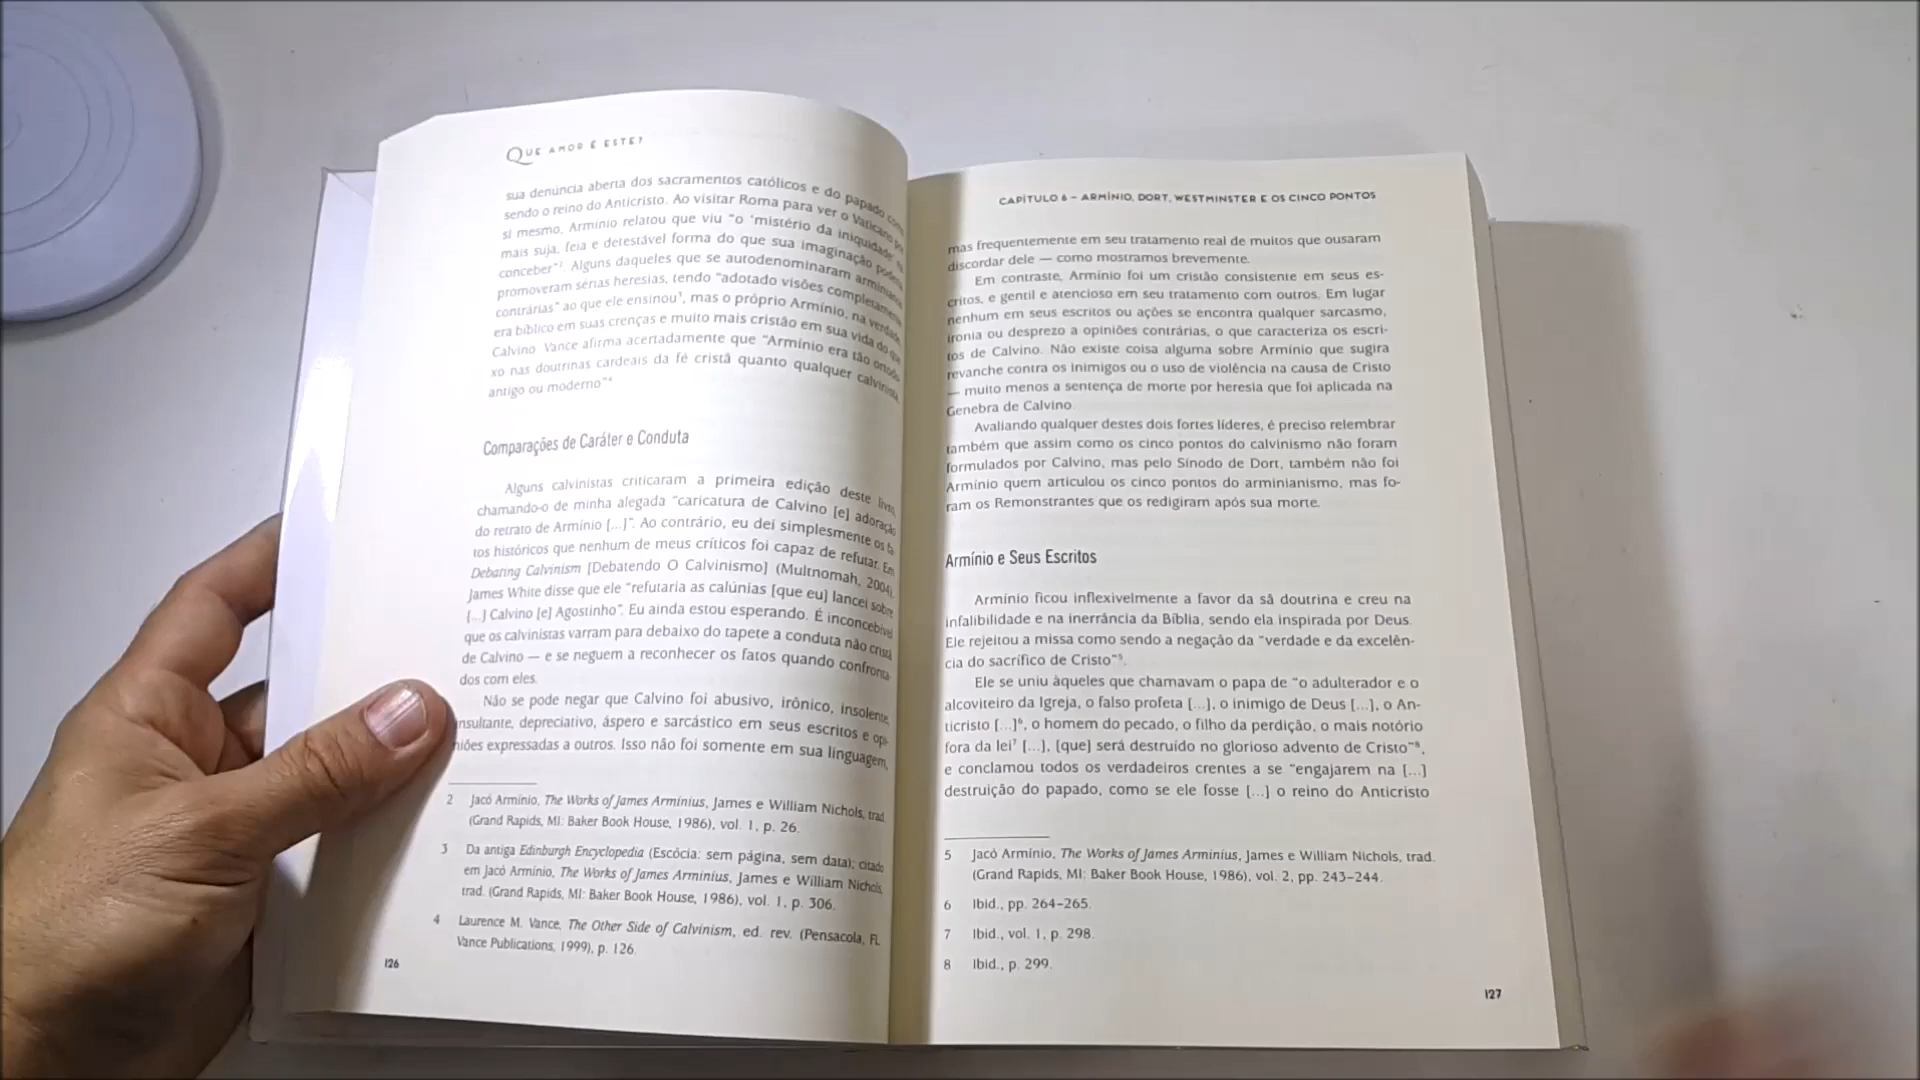 QUE AMOR É ESTE?
sua denúncia aberta dos sacramentos católicos e do papado como
sendo o reino do Anticristo. Ao visitar Roma para ver o Vaticano por
si mesmo, Armínio relatou que viu “o ‘mistério da iniquidade’ na
mais suja, feia e detestável forma do que sua imaginação poderia
conceber”². Alguns daqueles que se autodenominaram arminianos
promoveram sérias heresias, tendo “adotado visões completamente
contrárias” ao que ele ensinou³, mas o próprio Armínio, na verdade,
era bíblico em suas crenças e muito mais cristão em sua vida do que
Calvino. Vance afirma acertadamente que “Armínio era tão ortodo-
xo nas doutrinas cardeais da fé cristã quanto qualquer calvinista,
antigo ou moderno”⁴
Comparações de Caráter e Conduta
Alguns calvinistas criticaram a primeira edição deste livro,
chamando-o de minha alegada “caricatura de Calvino [e] adoração
do retrato de Armínio [...]”. Ao contrário, eu dei simplesmente os fa-
tos históricos que nenhum de meus críticos foi capaz de refutar. Em
Debating Calvinism [Debatendo O Calvinismo] (Multnomah, 2004),
James White disse que ele “refutaria as calúnias [que eu] lancei sobre
[...] Calvino [e] Agostinho”. Eu ainda estou esperando. É inconcebível
que os calvinistas varram para debaixo do tapete a conduta não cristã
de Calvino — e se neguem a reconhecer os fatos quando confronta-
dos com eles.
Não se pode negar que Calvino foi abusivo, irônico, insolente,
insultante, depreciativo, áspero e sarcástico em seus escritos e opi-
niões expressadas a outros. Isso não foi somente em sua linguagem,
2 Jacó Armínio, The Works of James Arminius, James e William Nichols, trad.
(Grand Rapids, MI: Baker Book House, 1986), vol. 1, p. 26.
3 Da antiga Edinburgh Encyclopedia (Escócia: sem página, sem data); citado
em Jacó Armínio, The Works of James Arminius, James e William Nichols,
trad. (Grand Rapids, MI: Baker Book House, 1986), vol. 1, p. 306.
4 Laurence M. Vance, The Other Side of Calvinism, ed. rev. (Pensacola, FL
Vance Publications, 1999), p. 126.
126
CAPÍTULO 6 – ARMÍNIO, DORT, WESTMINSTER E OS CINCO PONTOS
mas frequentemente em seu tratamento real de muitos que ousaram
discordar dele — como mostramos brevemente.
Em contraste, Armínio foi um cristão consistente em seus es-
critos, e gentil e atencioso em seu tratamento com outros. Em lugar
nenhum em seus escritos ou ações se encontra qualquer sarcasmo,
ironia ou desprezo a opiniões contrárias, o que caracteriza os escri-
tos de Calvino. Não existe coisa alguma sobre Armínio que sugira
revanche contra os inimigos ou o uso de violência na causa de Cristo
— muito menos a sentença de morte por heresia que foi aplicada na
Genebra de Calvino.
Avaliando qualquer destes dois fortes líderes, é preciso relembrar
também que assim como os cinco pontos do calvinismo não foram
formulados por Calvino, mas pelo Sínodo de Dort, também não foi
Armínio quem articulou os cinco pontos do arminianismo, mas fo-
ram os Remonstrantes que os redigiram após sua morte.
Armínio e Seus Escritos
Armínio ficou inflexivelmente a favor da sã doutrina e creu na
infalibilidade e na inerrância da Bíblia, sendo ela inspirada por Deus.
Ele rejeitou a missa como sendo a negação da “verdade e da excelên-
cia do sacrifíco de Cristo”⁵.
Ele se uniu àqueles que chamavam o papa de “o adulterador e o
alcoviteiro da Igreja, o falso profeta [...], o inimigo de Deus [...], o An-
ticristo [...]⁶, o homem do pecado, o filho da perdição, o mais notório
fora da lei⁷ [...], [que] será destruído no glorioso advento de Cristo”⁸,
e conclamou todos os verdadeiros crentes a se “engajarem na [...]
destruição do papado, como se ele fosse [...] o reino do Anticristo
5 Jacó Armínio, The Works of James Arminius, James e William Nichols, trad.
(Grand Rapids, MI: Baker Book House, 1986), vol. 2, pp. 243–244.
6 Ibid., pp. 264–265.
7 Ibid., vol. 1, p. 298.
8 Ibid., p. 299.
127